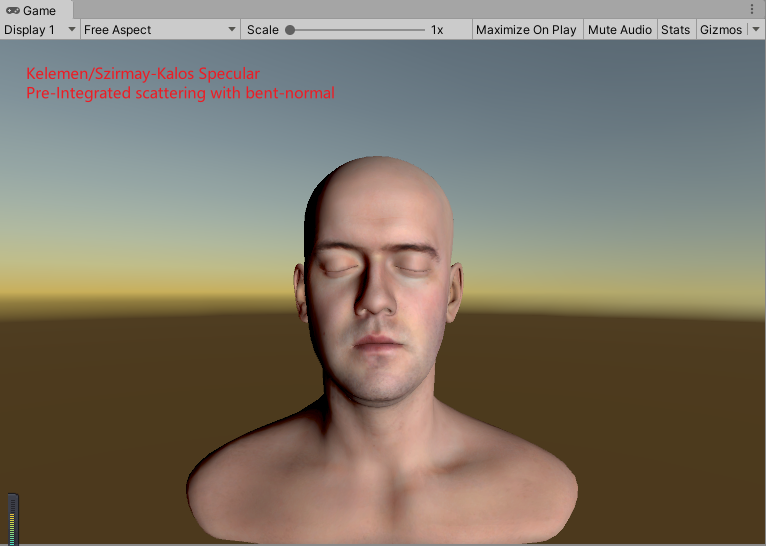 Game
Display 1 Free Aspect Scale 1x Maximize On Play Mute Audio Stats Gizmos
Kelemen/Szirmay-Kalos Specular
Pre-Integrated scattering with bent-normal